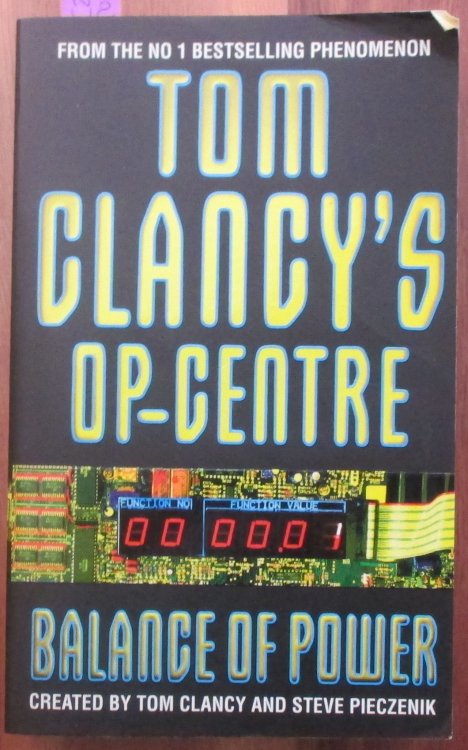 FROM THE NO 1 BESTSELLING PHENOMENON
TOM
CLANCY'S
OP-CENTRE
FUNCTION NO FUNCTION VALUE
00 0001
BALANCE OF POWER
CREATED BY TOM CLANCY AND STEVE PIECZENIK